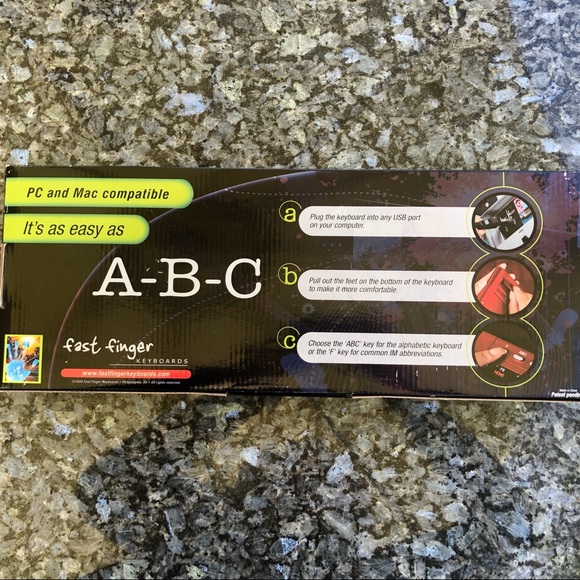 PC and Mac compatible
It's as easy as
A-B-C
fast finger
KEYBOARDS
www.fastfingerkeyboards.com
a
Plug the keyboard into any USB port
on your computer.
b
Pull out the feet on the bottom of the keyboard
to make it more comfortable.
c
Choose the 'ABC' key for the alphabetic keyboard
or the 'F' key for common IM abbreviations.
Made in China
Patent pendin